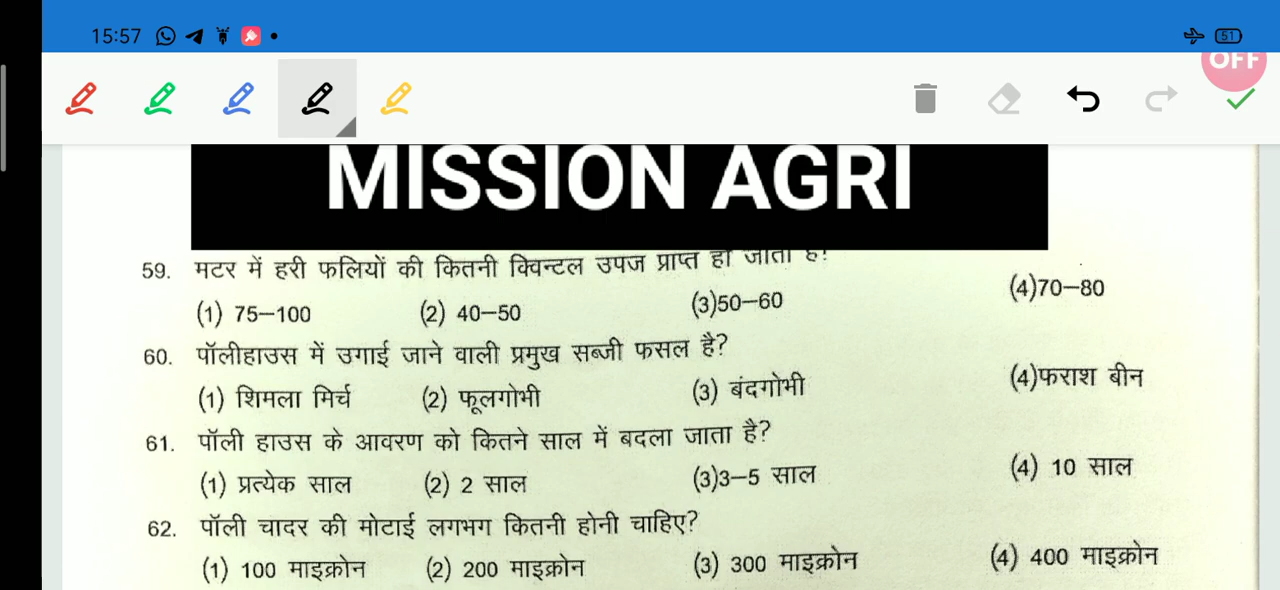 15:57
51
OFF
MISSION AGRI
59. मटर में हरी फलियों की कितनी क्विन्टल उपज प्राप्त हो जाती है?
(1) 75–100 (2) 40–50 (3)50–60 (4)70–80
60. पॉलीहाउस में उगाई जाने वाली प्रमुख सब्जी फसल है?
(1) शिमला मिर्च (2) फूलगोभी (3) बंदगोभी (4)फराश बीन
61. पॉली हाउस के आवरण को कितने साल में बदला जाता है?
(1) प्रत्येक साल (2) 2 साल (3)3–5 साल (4) 10 साल
62. पॉली चादर की मोटाई लगभग कितनी होनी चाहिए?
(1) 100 माइक्रोन (2) 200 माइक्रोन (3) 300 माइक्रोन (4) 400 माइक्रोन